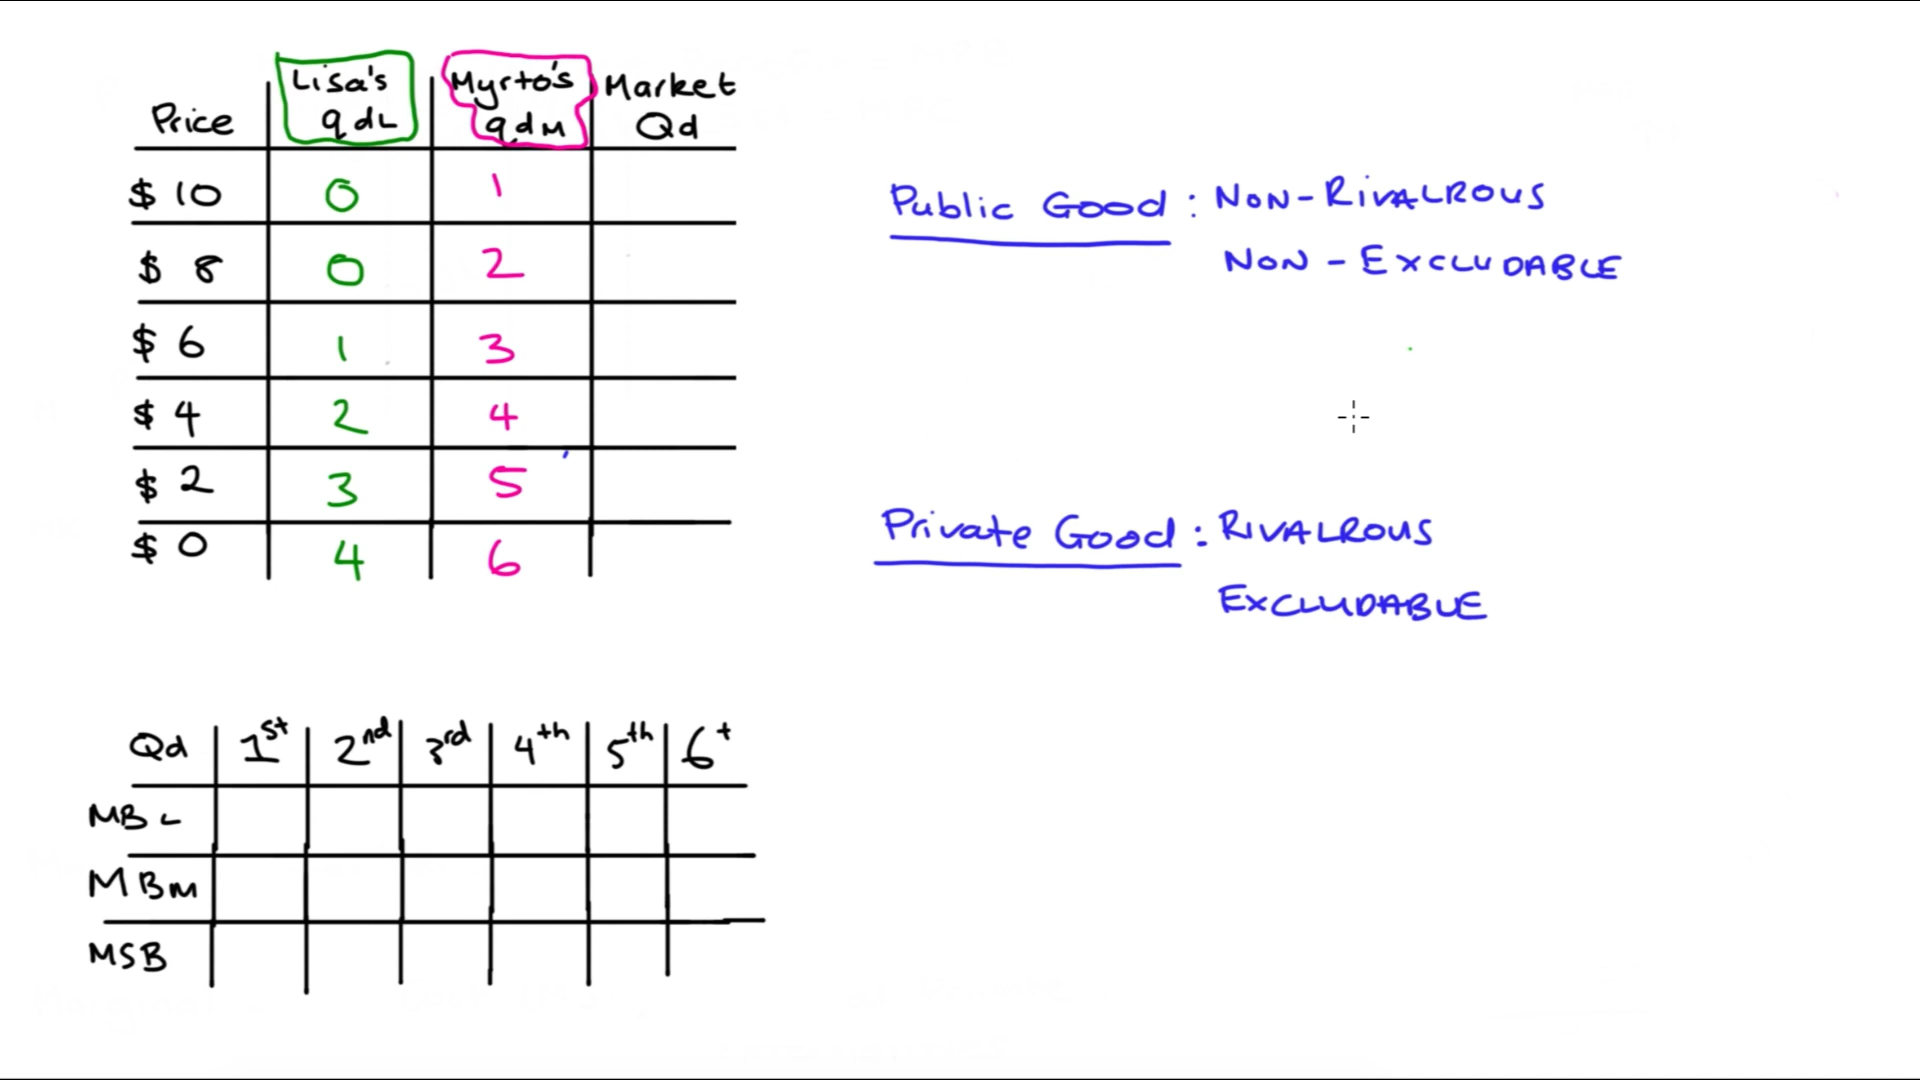 Price Lisa's qdL Myrto's qdM Market Qd
$ 10 0 1
$ 8 0 2
$ 6 1 3
$ 4 2 4
$ 2 3 5
$ 0 4 6
Public Good : NON-RIVALROUS
NON - EXCLUDABLE
Private Good : RIVALROUS
EXCLUDABLE
Qd 1st 2nd 3rd 4th 5th 6t
MBL
MBM
MSB